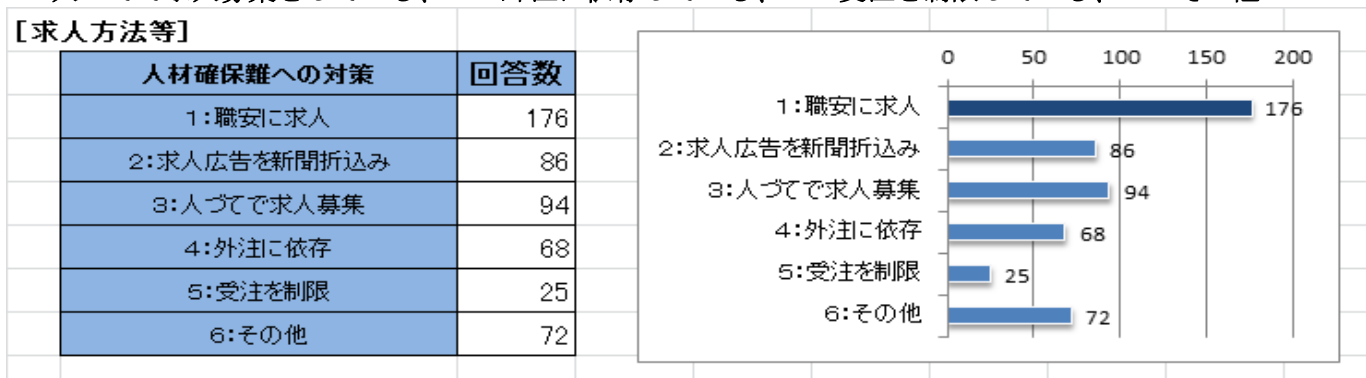 [求人方法等]
人材確保難への対策 回答数
1:職安に求人 176
2:求人広告を新聞折込み 86
3:人づてで求人募集 94
4:外注に依存 68
5:受注を制限 25
6:その他 72
0 50 100 150 200
1:職安に求人 176
2:求人広告を新聞折込み 86
3:人づてで求人募集 94
4:外注に依存 68
5:受注を制限 25
6:その他 72